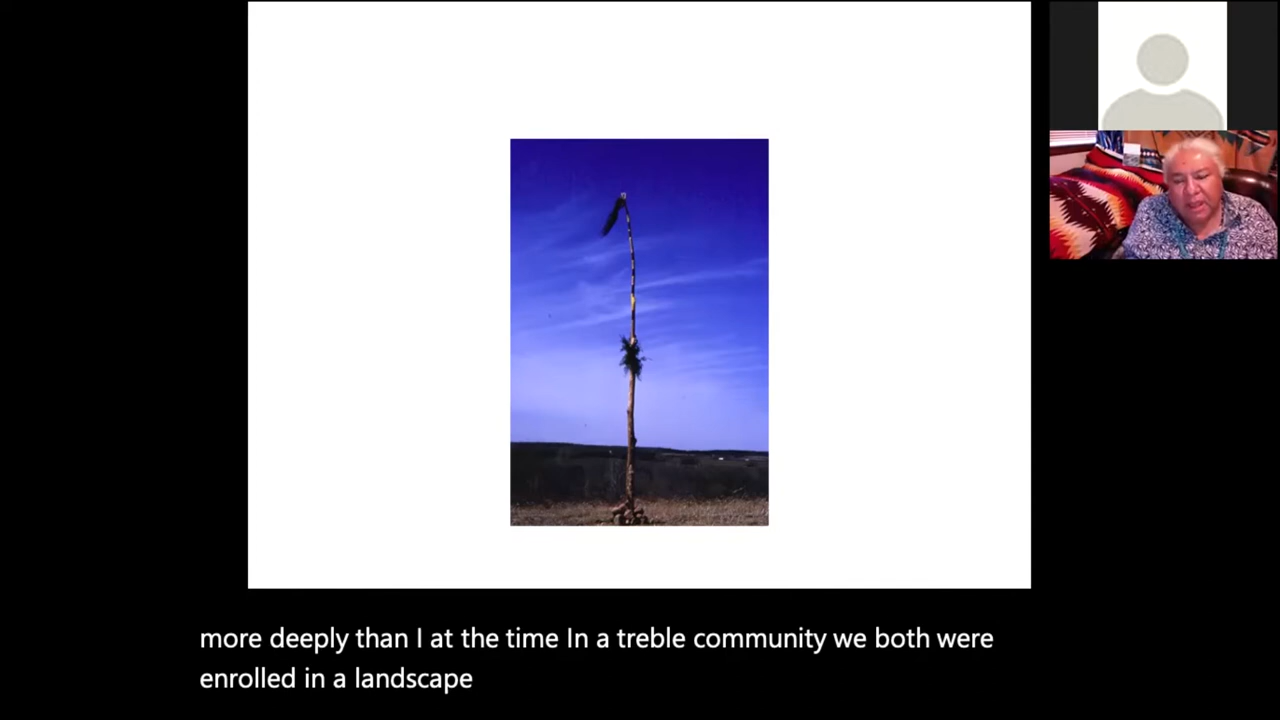 more deeply than I at the time In a treble community we both were
enrolled in a landscape